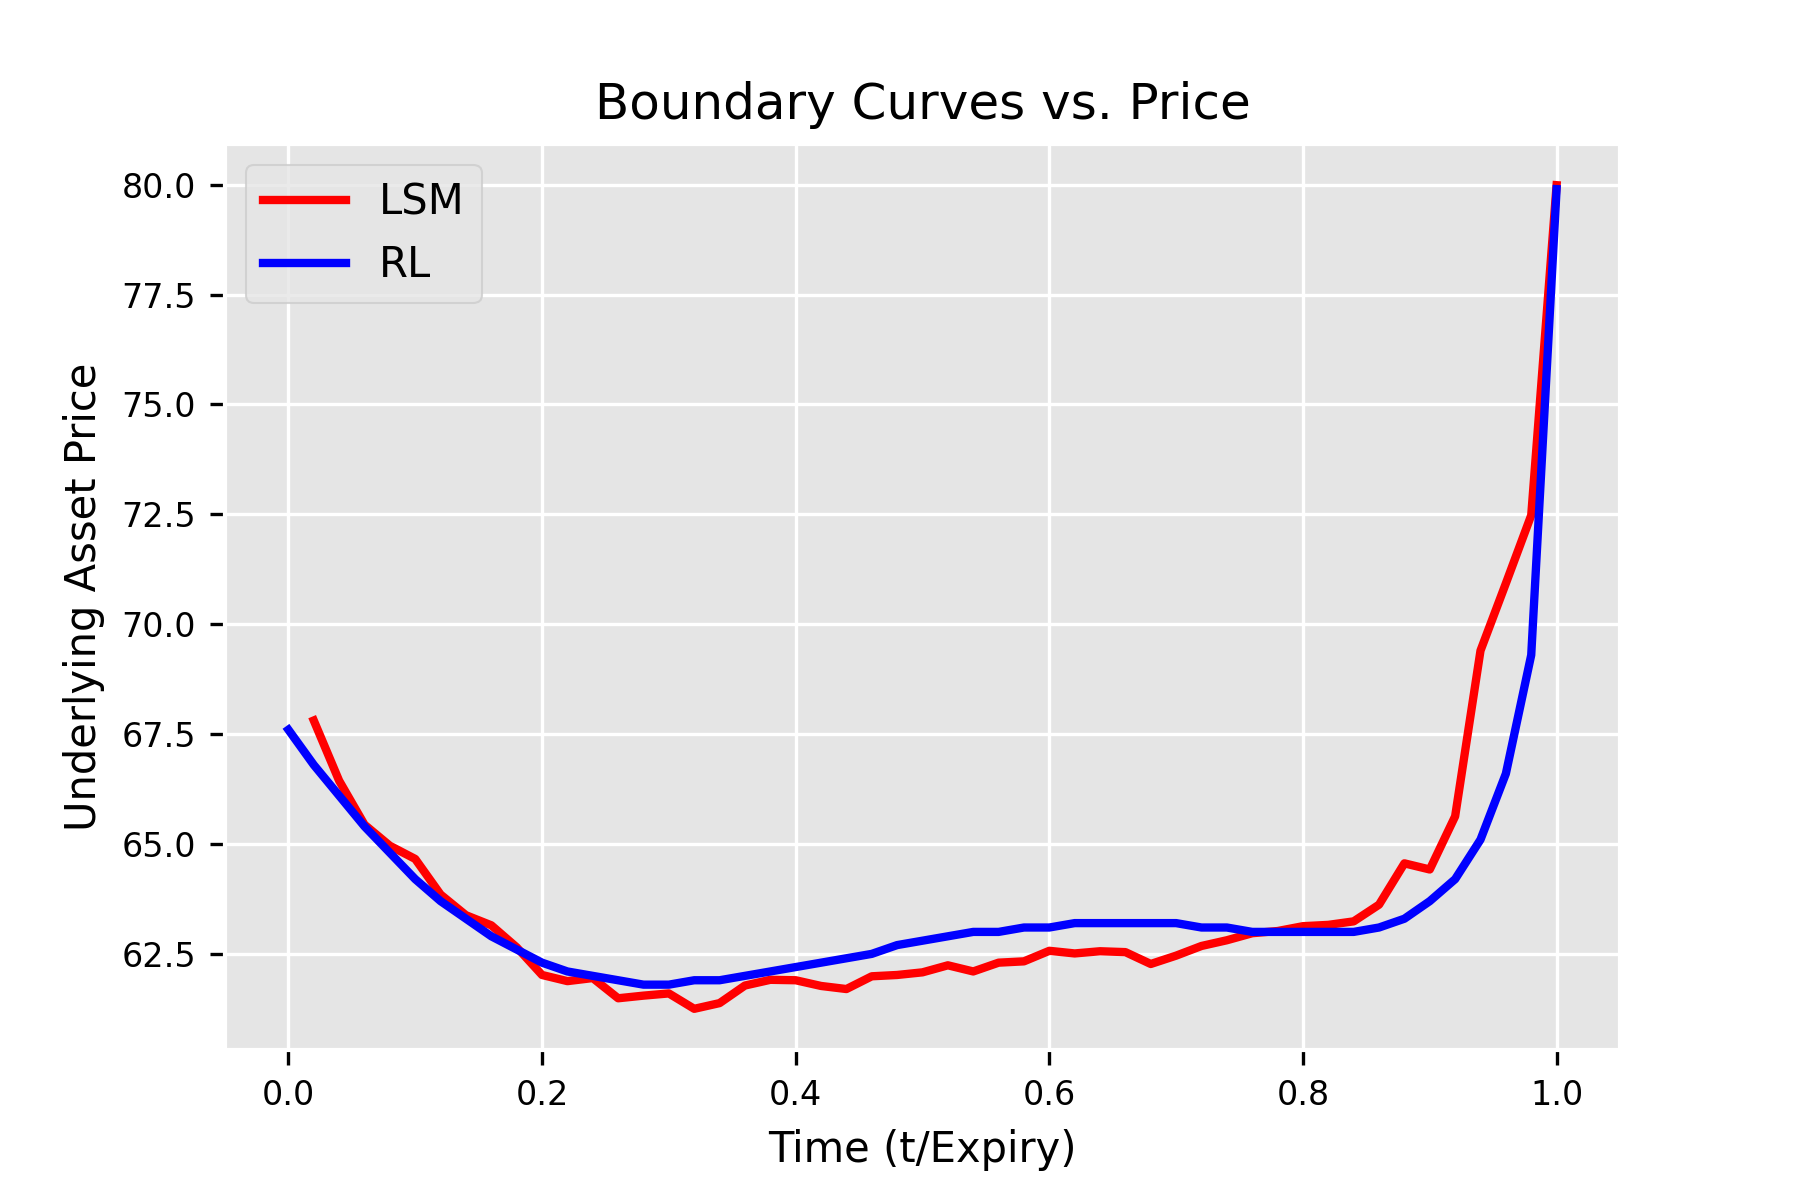 Boundary Curves vs. Price
LSM
RL
Underlying Asset Price
80.0
77.5
75.0
72.5
70.0
67.5
65.0
62.5
0.0 0.2 0.4 0.6 0.8 1.0
Time (t/Expiry)